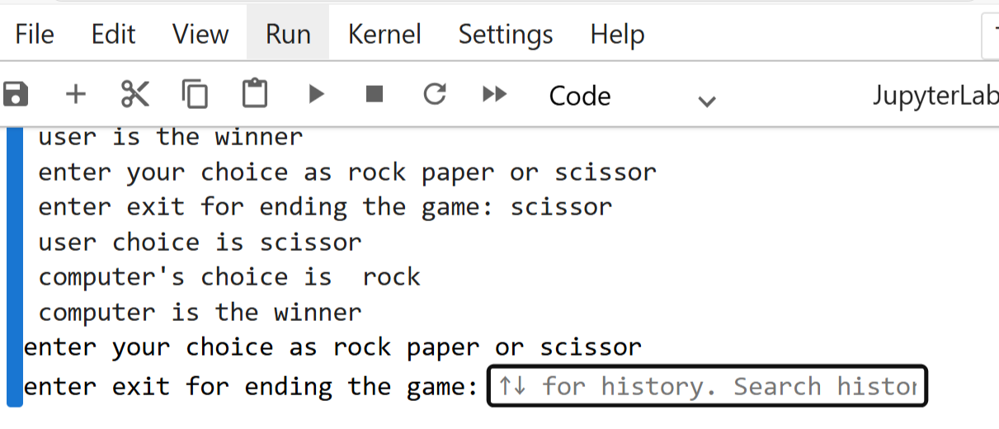 File Edit View Run Kernel Settings Help
Code JupyterLab
user is the winner
enter your choice as rock paper or scissor
enter exit for ending the game: scissor
user choice is scissor
computer's choice is  rock
computer is the winner
enter your choice as rock paper or scissor
enter exit for ending the game: ↑↓ for history. Search histor